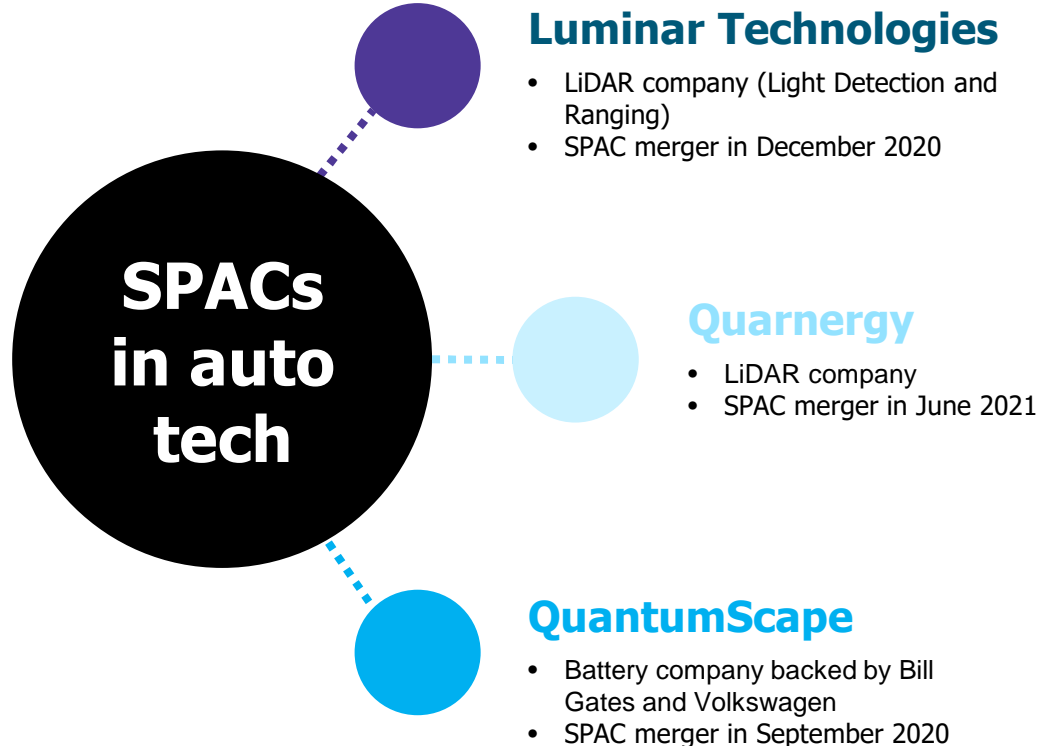 SPACs
in auto
tech
Luminar Technologies
• LiDAR company (Light Detection and
Ranging)
• SPAC merger in December 2020
Quarnergy
• LiDAR company
• SPAC merger in June 2021
QuantumScape
• Battery company backed by Bill
Gates and Volkswagen
• SPAC merger in September 2020